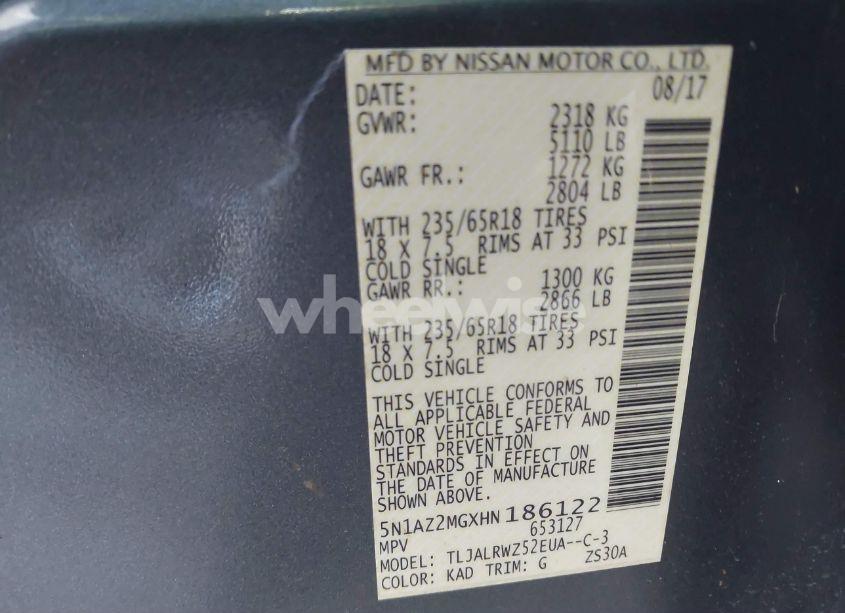 MFD BY NISSAN MOTOR CO., LTD.
DATE: 08/17
GVWR: 2318 KG
5110 LB
GAWR FR.: 1272 KG
2804 LB
WITH 235/65R18 TIRES
18 X 7.5 RIMS AT 33 PSI
COLD SINGLE
GAWR RR.: 1300 KG
2866 LB
WITH 235/65R18 TIRES
18 X 7.5 RIMS AT 33 PSI
COLD SINGLE
THIS VEHICLE CONFORMS TO
ALL APPLICABLE FEDERAL
MOTOR VEHICLE SAFETY AND
THEFT PREVENTION
STANDARDS IN EFFECT ON
THE DATE OF MANUFACTURE
SHOWN ABOVE.
5N1AZ2MGXHN186122
653127
MPV
MODEL: TLJALRWZ52EUA--C-3
COLOR: KAD TRIM: G ZS30A
wheelwise